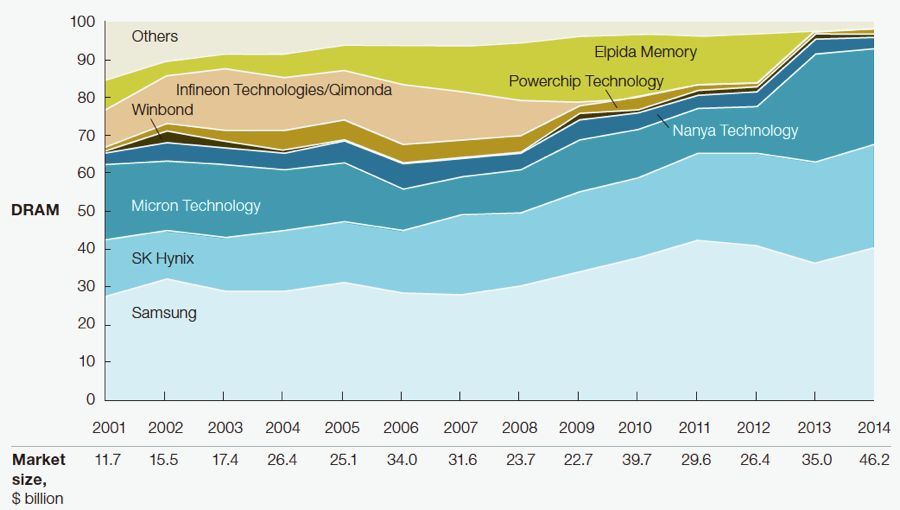 100
90
80
70
60
50
40
30
20
10
0
DRAM
Others
Elpida Memory
Powerchip Technology
Infineon Technologies/Qimonda
Winbond
Nanya Technology
Micron Technology
SK Hynix
Samsung
2001 2002 2003 2004 2005 2006 2007 2008 2009 2010 2011 2012 2013 2014
Market size, $ billion 11.7 15.5 17.4 26.4 25.1 34.0 31.6 23.7 22.7 39.7 29.6 26.4 35.0 46.2